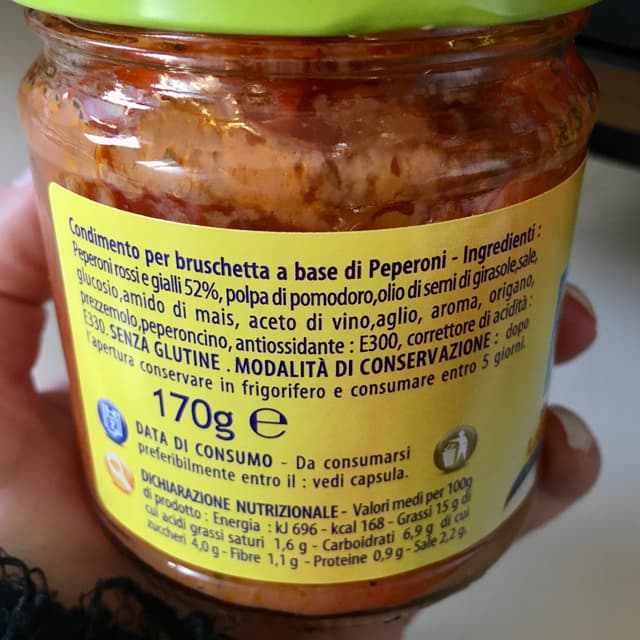 Condimento per bruschetta a base di Peperoni - Ingredienti :
Peperoni rossi e gialli 52%, polpa di pomodoro,olio di semi di girasole,sale,
glucosio,amido di mais, aceto di vino,aglio, aroma, origano,
prezzemolo,peperoncino, antiossidante : E300, correttore di acidità :
E330. SENZA GLUTINE . MODALITÀ DI CONSERVAZIONE : dopo
l'apertura conservare in frigorifero e consumare entro 5 giorni.
170g e
DATA DI CONSUMO - Da consumarsi
preferibilmente entro il : vedi capsula.
DICHIARAZIONE NUTRIZIONALE - Valori medi per 100g
di prodotto : Energia : kJ 696 - kcal 168 - Grassi 15 g di
cui acidi grassi saturi 1,6 g - Carboidrati 6,9 g di cui
zuccheri 4,0 g - Fibre 1,1 g - Proteine 0,9 g - Sale 2,2 g.